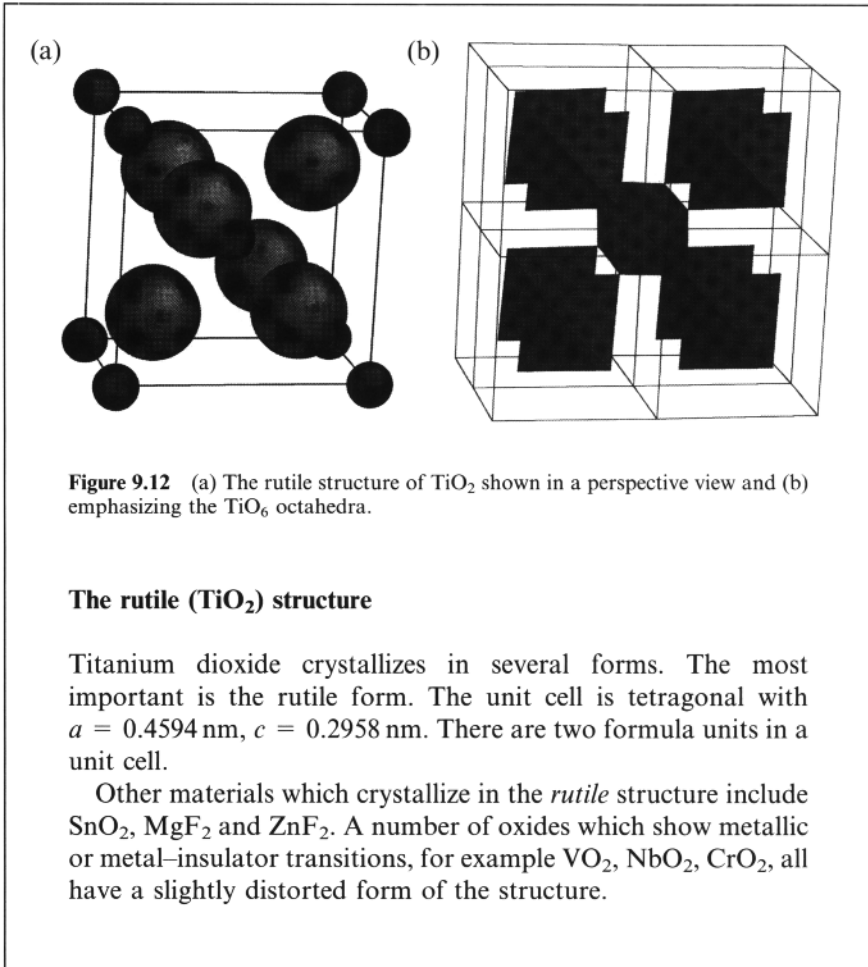 (a)
(b)
Figure 9.12 (a) The rutile structure of TiO₂ shown in a perspective view and (b)
emphasizing the TiO₆ octahedra.
The rutile (TiO₂) structure
Titanium dioxide crystallizes in several forms. The most
important is the rutile form. The unit cell is tetragonal with
a = 0.4594 nm, c = 0.2958 nm. There are two formula units in a
unit cell.
Other materials which crystallize in the rutile structure include
SnO₂, MgF₂ and ZnF₂. A number of oxides which show metallic
or metal–insulator transitions, for example VO₂, NbO₂, CrO₂, all
have a slightly distorted form of the structure.